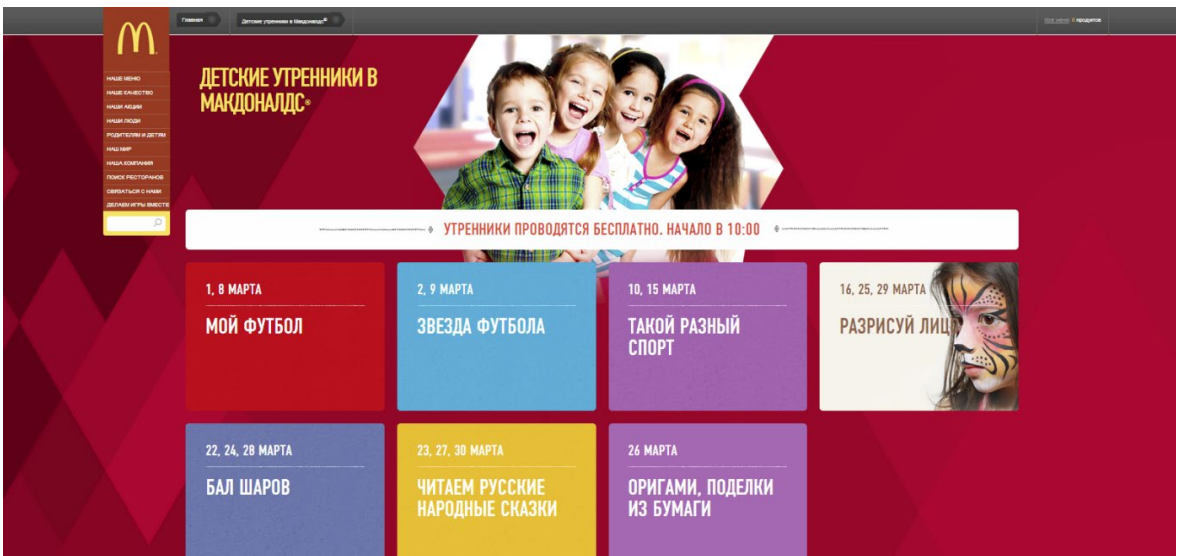 Главная
Детские утренники в Макдоналдс®
Моё меню 0 продуктов
НАШЕ МЕНЮ
НАШЕ КАЧЕСТВО
НАШИ АКЦИИ
НАШИ ЛЮДИ
РОДИТЕЛЯМ И ДЕТЯМ
НАШ МИР
НАША КОМПАНИЯ
ПОИСК РЕСТОРАНОВ
СВЯЗАТЬСЯ С НАМИ
ДЕЛАЕМ ИГРЫ ВМЕСТЕ
ДЕТСКИЕ УТРЕННИКИ В
МАКДОНАЛДС®
УТРЕННИКИ ПРОВОДЯТСЯ БЕСПЛАТНО. НАЧАЛО В 10:00
1, 8 МАРТА
МОЙ ФУТБОЛ
2, 9 МАРТА
ЗВЕЗДА ФУТБОЛА
10, 15 МАРТА
ТАКОЙ РАЗНЫЙ
СПОРТ
16, 25, 29 МАРТА
РАЗРИСУЙ ЛИЦО
22, 24, 28 МАРТА
БАЛ ШАРОВ
23, 27, 30 МАРТА
ЧИТАЕМ РУССКИЕ
НАРОДНЫЕ СКАЗКИ
26 МАРТА
ОРИГАМИ, ПОДЕЛКИ
ИЗ БУМАГИ